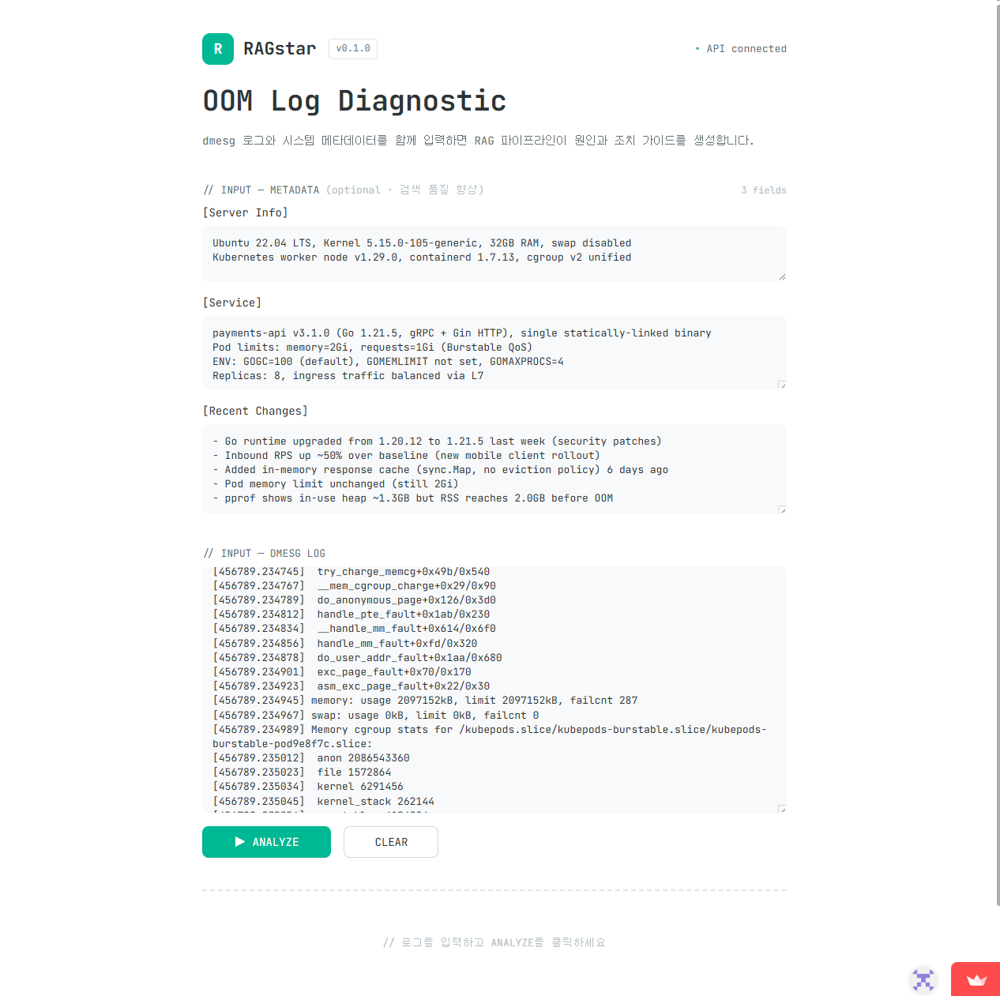 R RAGstar v0.1.0
• API connected
OOM Log Diagnostic
dmesg 로그와 시스템 메타데이터를 함께 입력하면 RAG 파이프라인이 원인과 조치 가이드를 생성합니다.
// INPUT — METADATA (optional · 검색 품질 향상)
3 fields
[Server Info]
Ubuntu 22.04 LTS, Kernel 5.15.0-105-generic, 32GB RAM, swap disabled
Kubernetes worker node v1.29.0, containerd 1.7.13, cgroup v2 unified
[Service]
payments-api v3.1.0 (Go 1.21.5, gRPC + Gin HTTP), single statically-linked binary
Pod limits: memory=2Gi, requests=1Gi (Burstable QoS)
ENV: GOGC=100 (default), GOMEMLIMIT not set, GOMAXPROCS=4
Replicas: 8, ingress traffic balanced via L7
[Recent Changes]
- Go runtime upgraded from 1.20.12 to 1.21.5 last week (security patches)
- Inbound RPS up ~50% over baseline (new mobile client rollout)
- Added in-memory response cache (sync.Map, no eviction policy) 6 days ago
- Pod memory limit unchanged (still 2Gi)
- pprof shows in-use heap ~1.3GB but RSS reaches 2.0GB before OOM
// INPUT — DMESG LOG
[456789.234745]  try_charge_memcg+0x49b/0x540
[456789.234767]  __mem_cgroup_charge+0x29/0x90
[456789.234789]  do_anonymous_page+0x126/0x3d0
[456789.234812]  handle_pte_fault+0x1ab/0x230
[456789.234834]  __handle_mm_fault+0x614/0x6f0
[456789.234856]  handle_mm_fault+0xfd/0x320
[456789.234878]  do_user_addr_fault+0x1aa/0x680
[456789.234901]  exc_page_fault+0x70/0x170
[456789.234923]  asm_exc_page_fault+0x22/0x30
[456789.234945] memory: usage 2097152kB, limit 2097152kB, failcnt 287
[456789.234967] swap: usage 0kB, limit 0kB, failcnt 0
[456789.234989] Memory cgroup stats for /kubepods.slice/kubepods-burstable.slice/kubepods-
burstable-pod9e8f7c.slice:
[456789.235012]  anon 2086543360
[456789.235023]  file 1572864
[456789.235034]  kernel 6291456
[456789.235045]  kernel_stack 262144
▶ ANALYZE
CLEAR
// 로그를 입력하고 ANALYZE를 클릭하세요